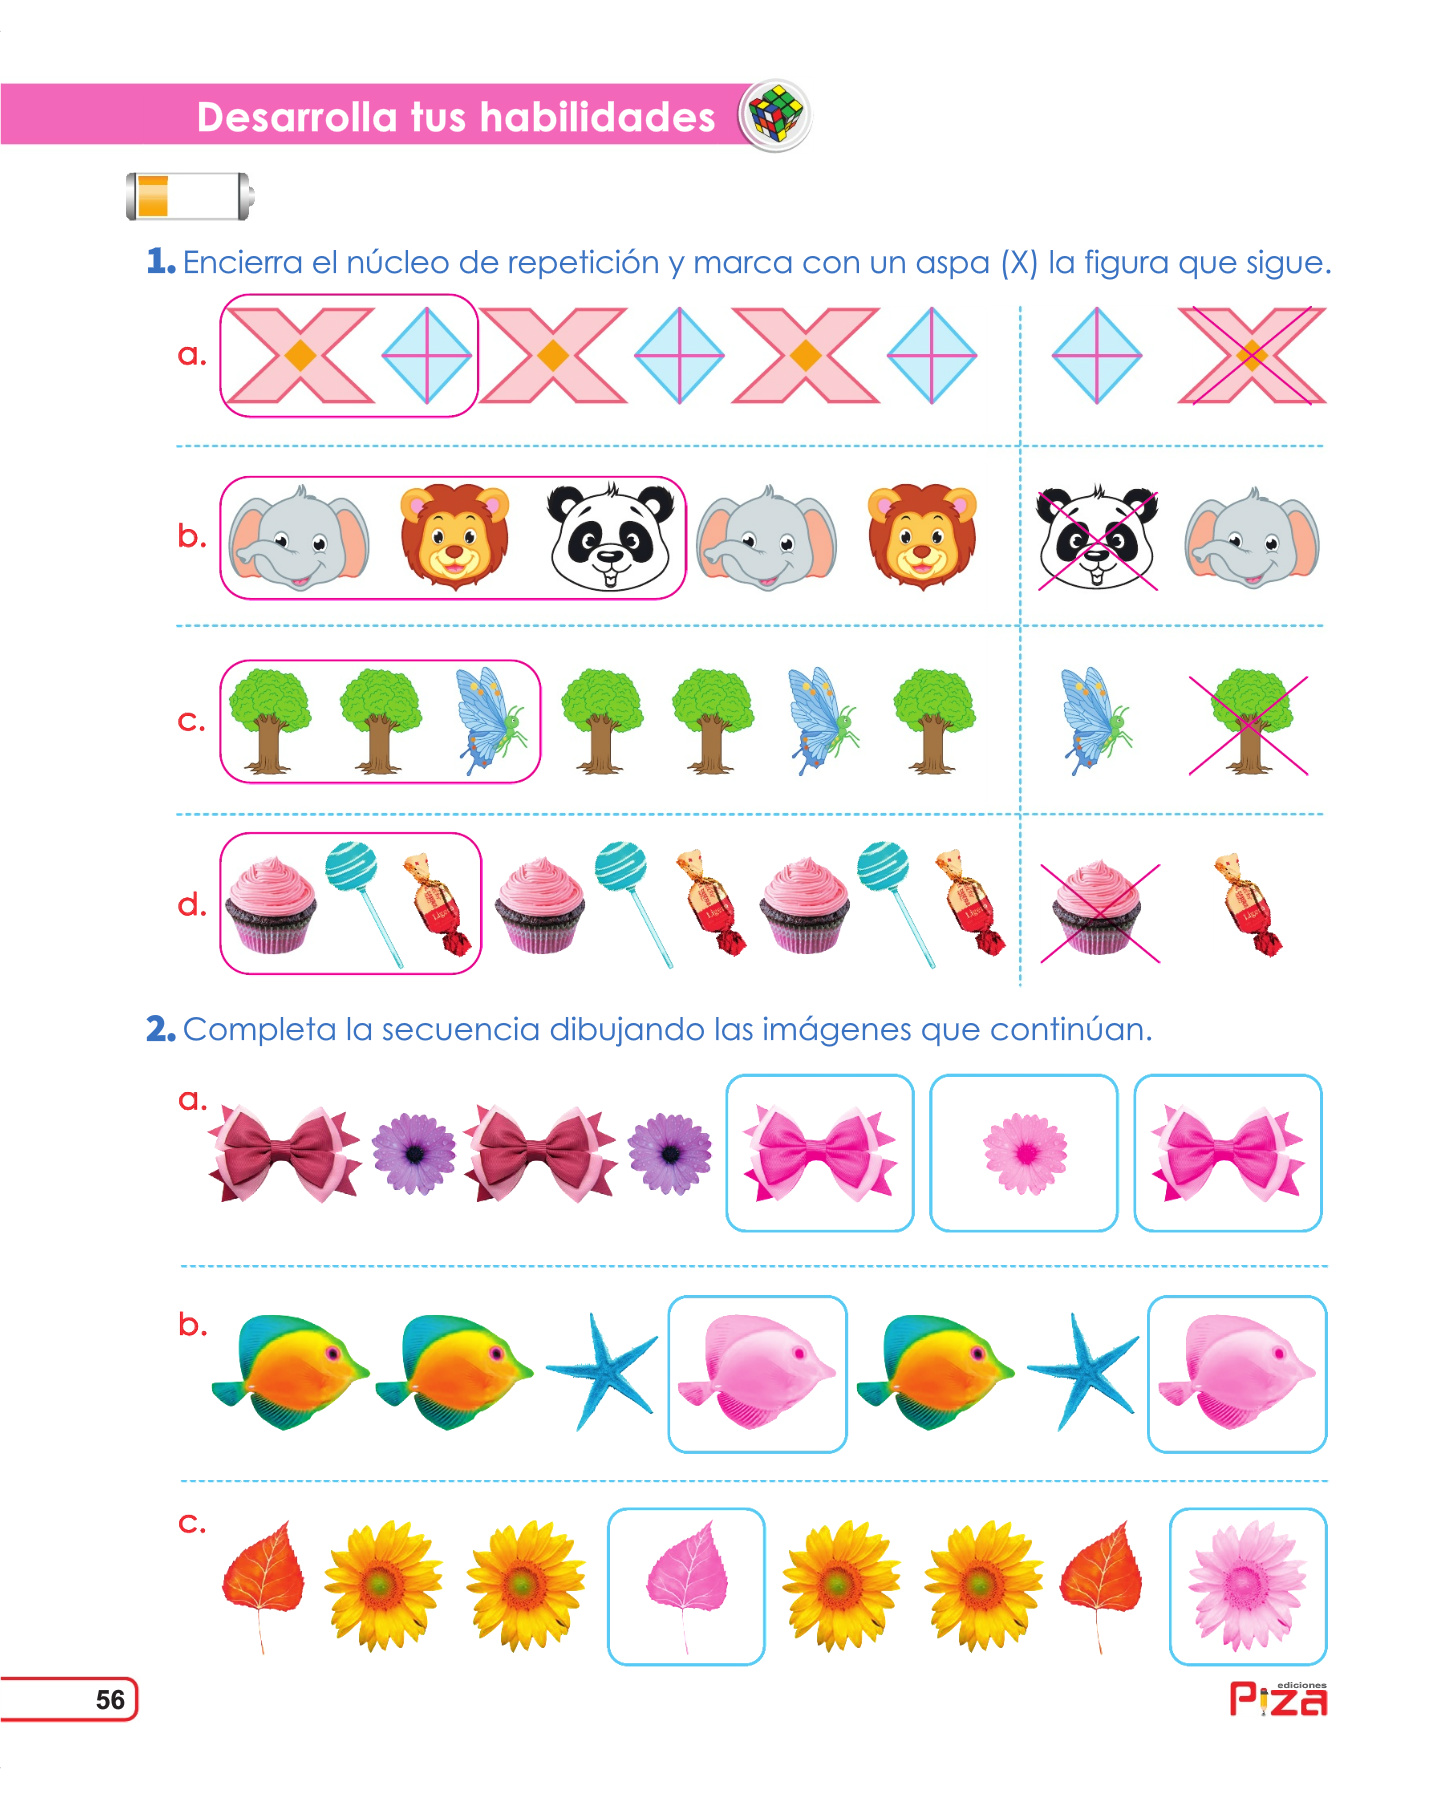 Desarrolla tus habilidades
1. Encierra el núcleo de repetición y marca con un aspa (X) la figura que sigue.
a.
b.
c.
d.
2. Completa la secuencia dibujando las imágenes que continúan.
a.
b.
c.
56
ediciones
Piza